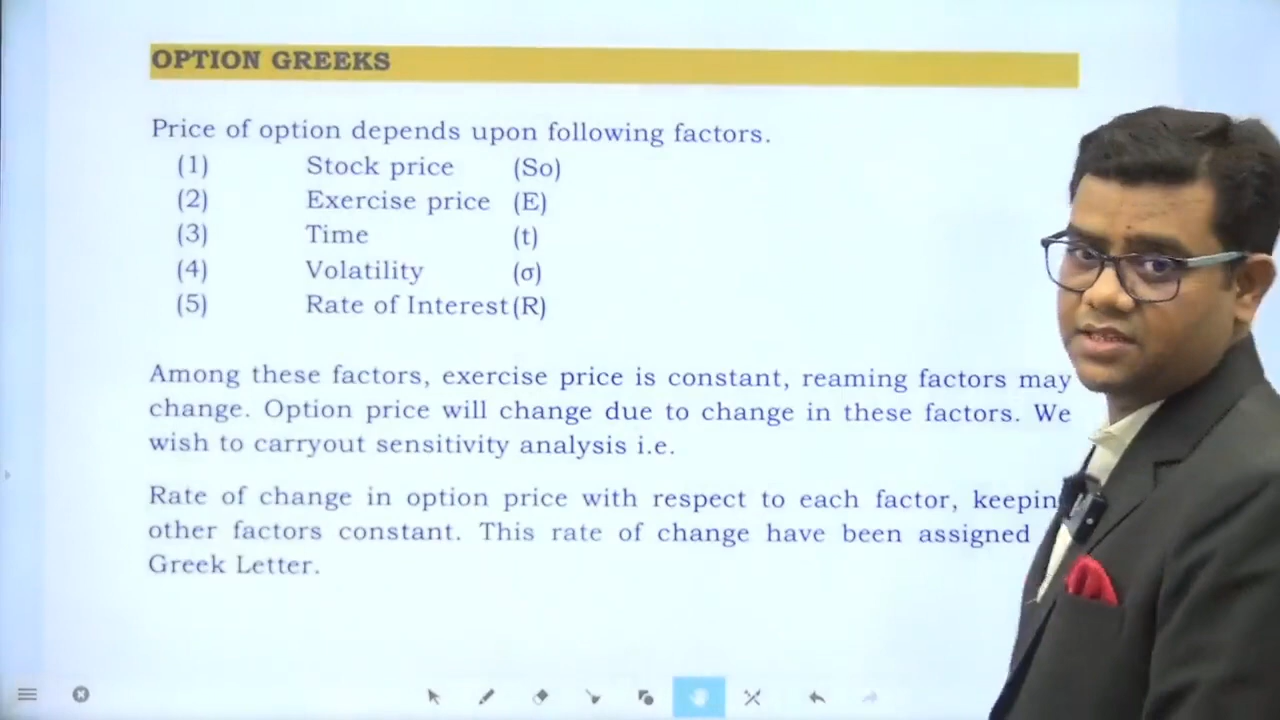 OPTION GREEKS
Price of option depends upon following factors.
(1) Stock price (So)
(2) Exercise price (E)
(3) Time (t)
(4) Volatility (σ)
(5) Rate of Interest (R)
Among these factors, exercise price is constant, reaming factors may
change. Option price will change due to change in these factors. We
wish to carryout sensitivity analysis i.e.
Rate of change in option price with respect to each factor, keepin
other factors constant. This rate of change have been assigned
Greek Letter.